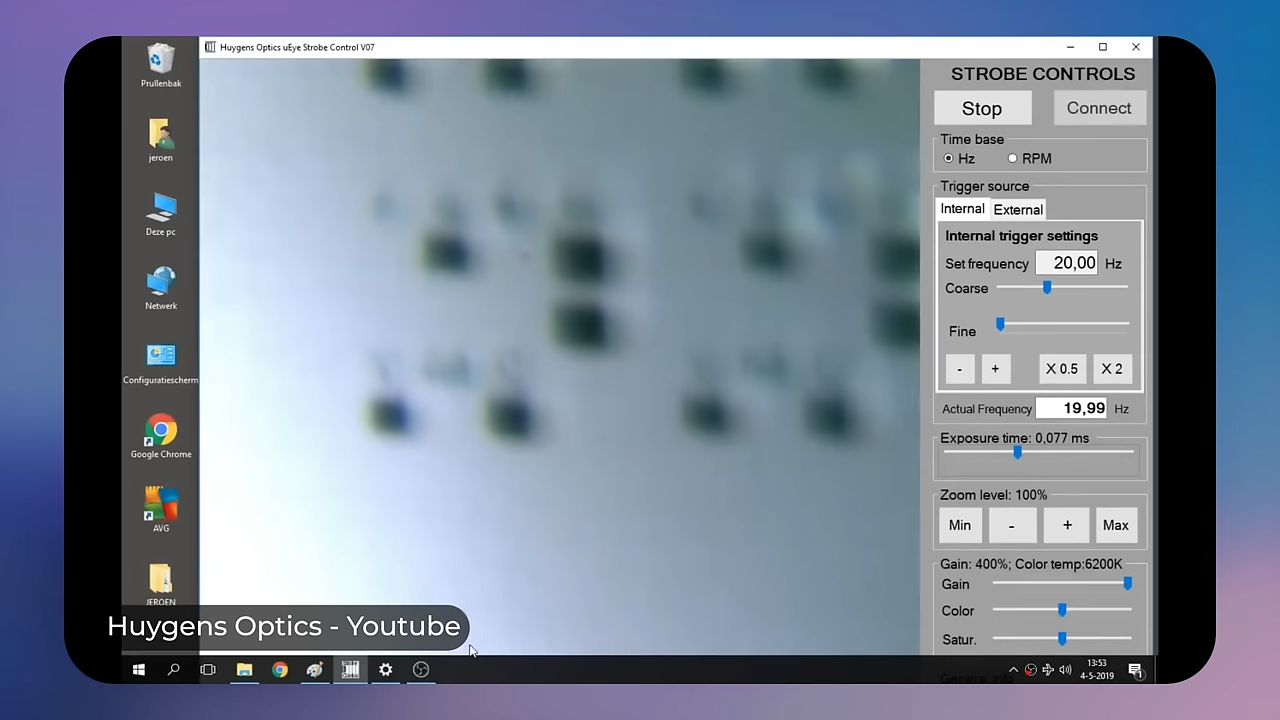 Prullenbak
jeroen
Deze pc
Netwerk
Configuratiescherm
Google Chrome
AVG
JEROEN
Huygens Optics uEye Strobe Control V07
STROBE CONTROLS
Stop
Connect
Time base
Hz
RPM
Trigger source
Internal
External
Internal trigger settings
Set frequency 20,00 Hz
Coarse
Fine
- + X 0.5 X 2
Actual Frequency 19,99 Hz
Exposure time: 0,077 ms
Zoom level: 100%
Min - + Max
Gain: 400%; Color temp:6200K
Gain
Color
Satur.
General info
Huygens Optics - Youtube
13:53
4-5-2019
1